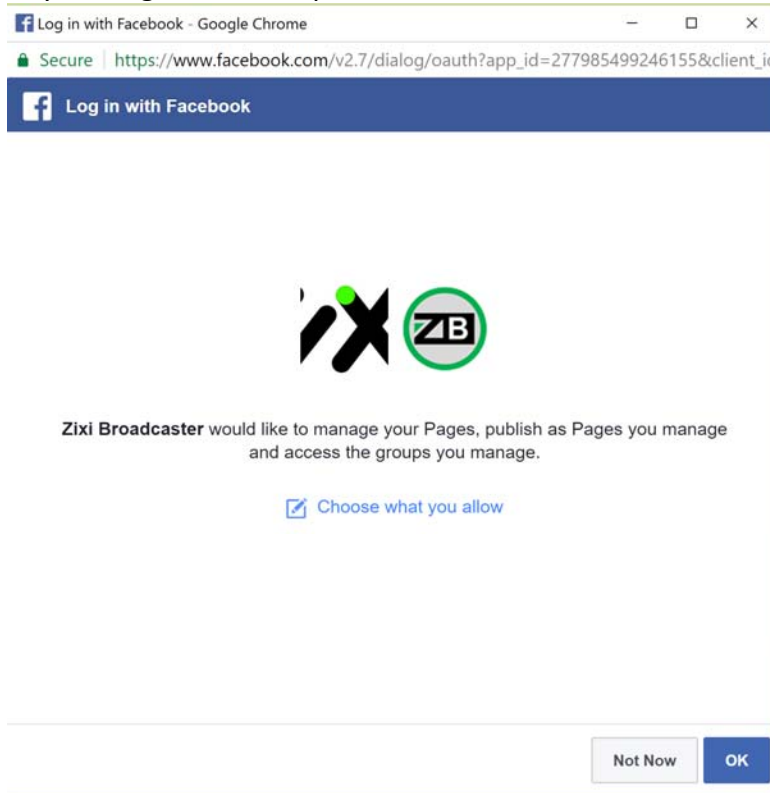 Log in with Facebook - Google Chrome
Secure | https://www.facebook.com/v2.7/dialog/oauth?app_id=277985499246155&client_i
Log in with Facebook
ZIB
Zixi Broadcaster would like to manage your Pages, publish as Pages you manage
and access the groups you manage.
Choose what you allow
Not Now OK